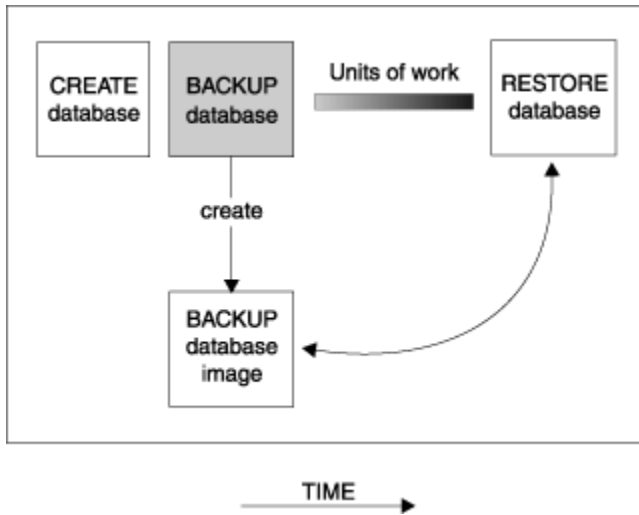 CREATE
database
BACKUP
database
Units of work
RESTORE
database
create
BACKUP
database
image
TIME